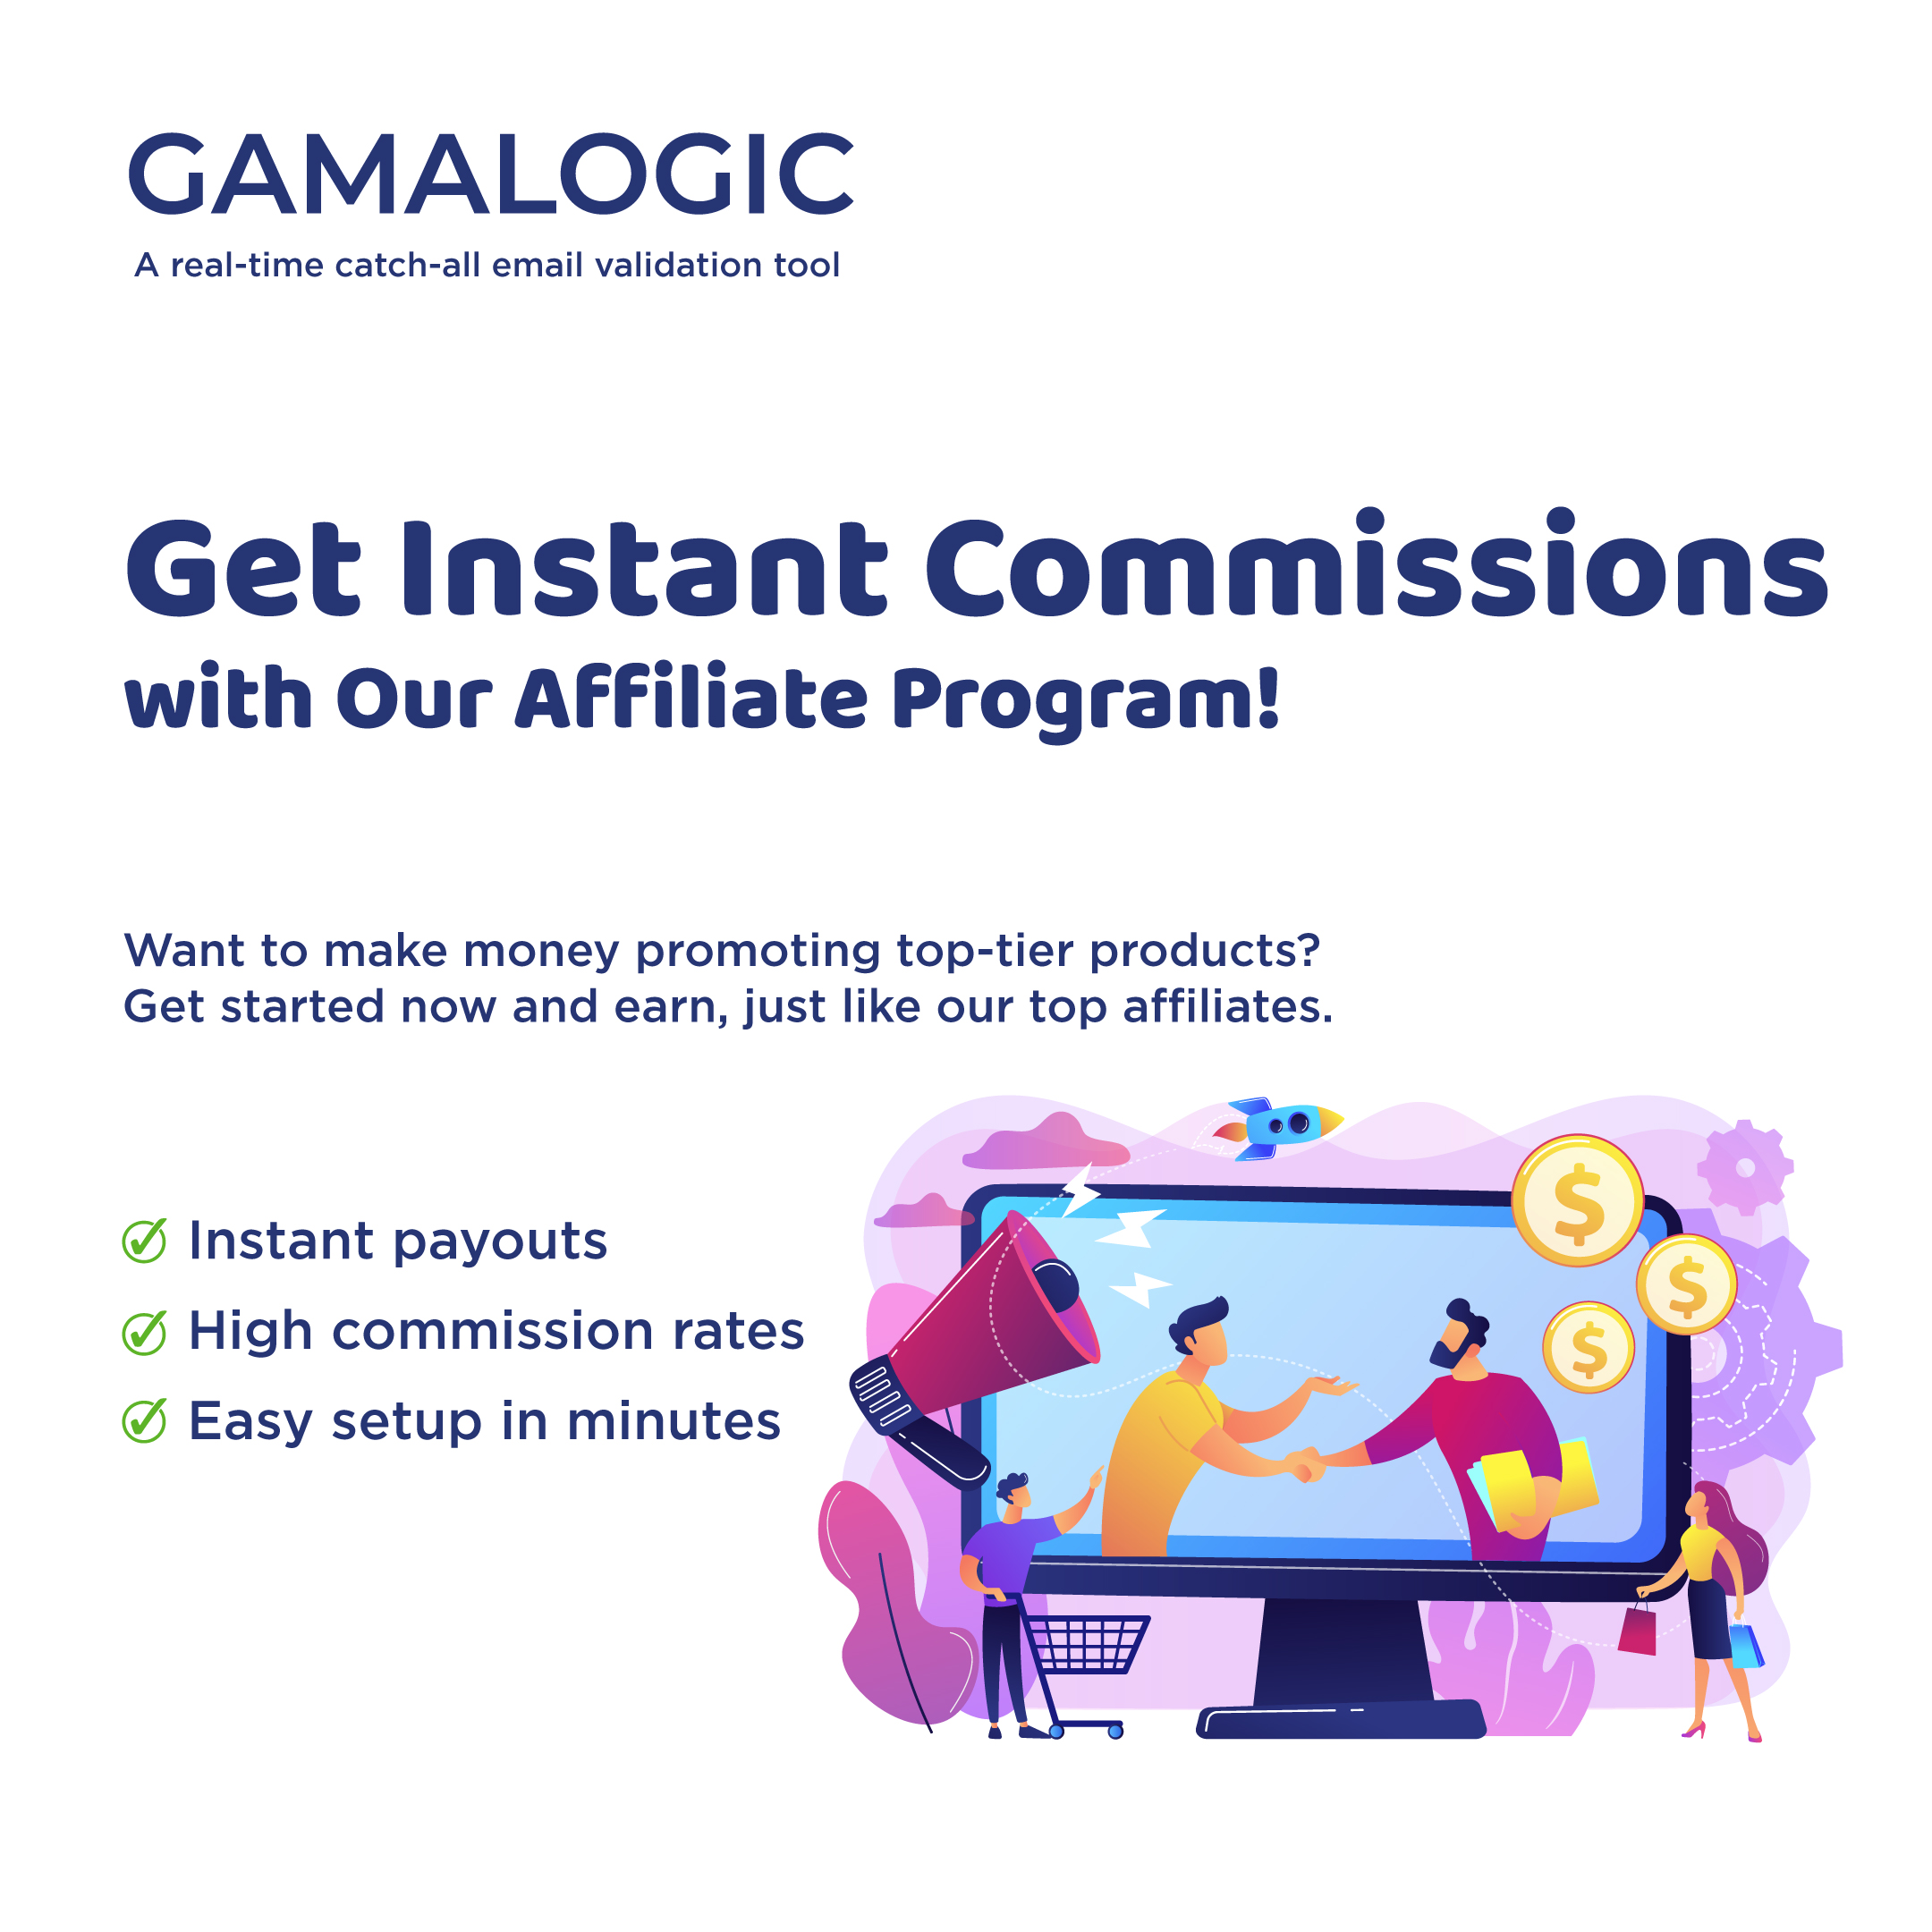 GAMALOGIC
A real-time catch-all email validation tool
Get Instant Commissions
with Our Affiliate Program!
Want to make money promoting top-tier products?
Get started now and earn, just like our top affiliates.
Instant payouts
High commission rates
Easy setup in minutes
$
$
$